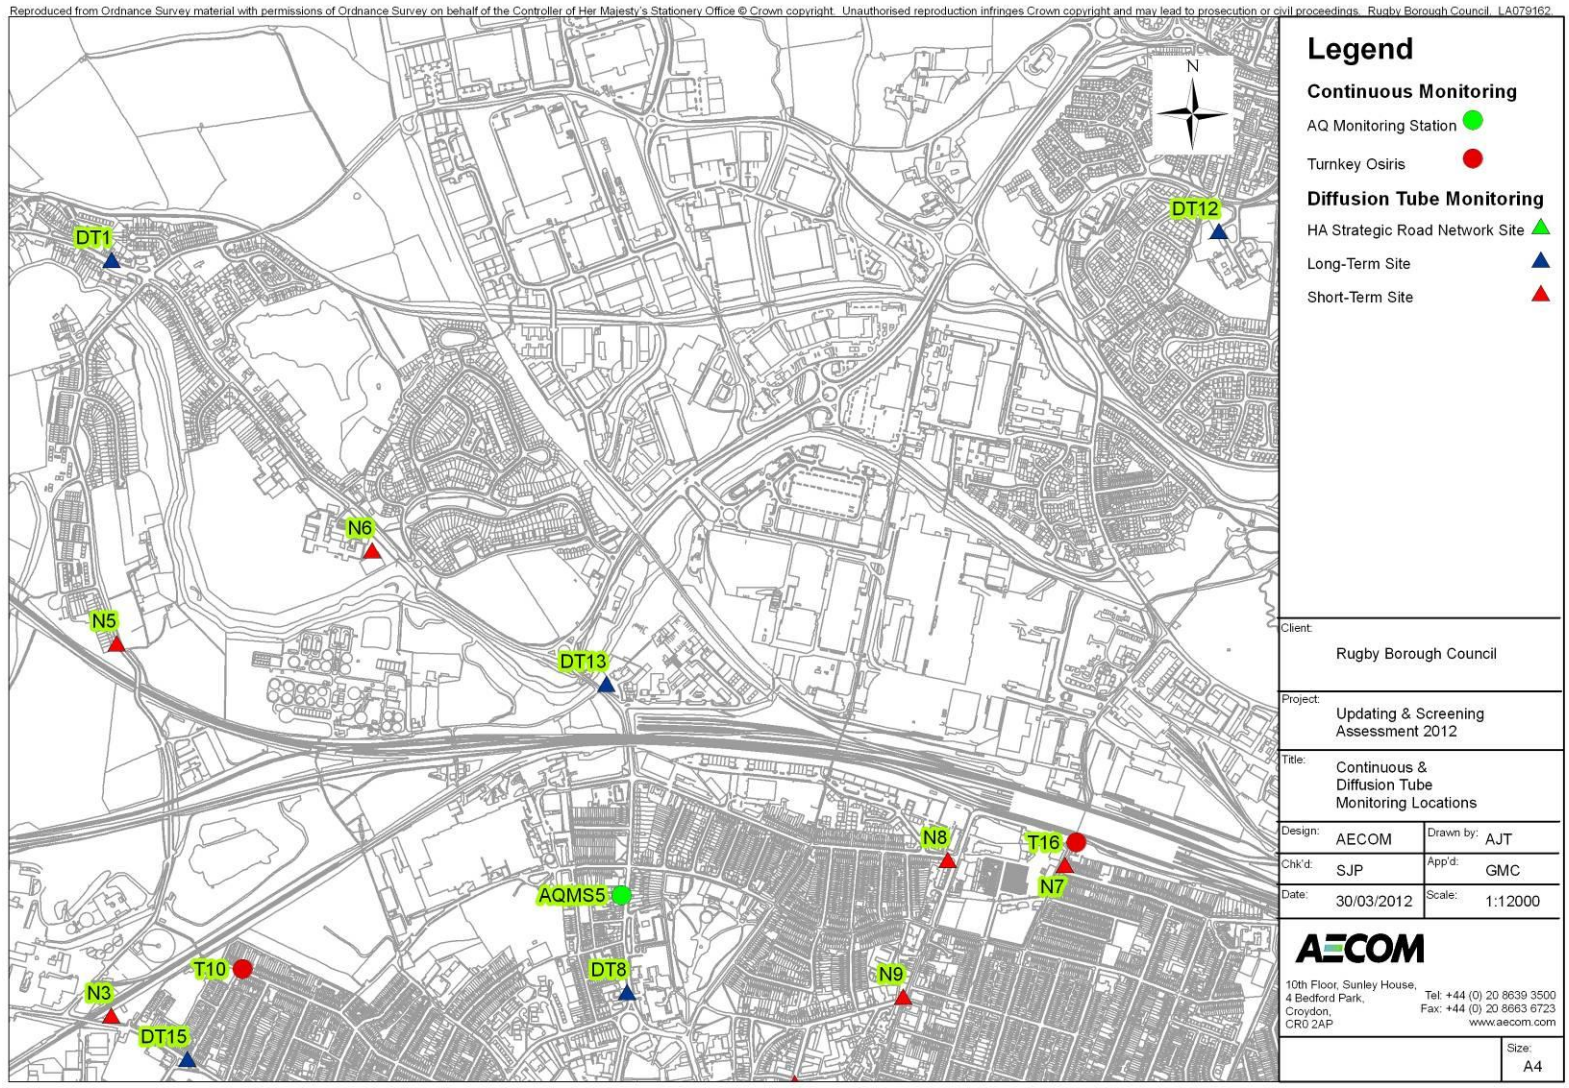 Reproduced from Ordnance Survey material with permissions of Ordnance Survey on behalf of the Controller of Her Majesty's Stationery Office © Crown copyright. Unauthorised reproduction infringes Crown copyright and may lead to prosecution or civil proceedings. Rugby Borough Council. LA079162.
N
DT12
DT1
N6
N5
DT13
N8
T16
N7
AQMS5
T10
DT8
N9
N3
DT15
Legend
Continuous Monitoring
AQ Monitoring Station
Turnkey Osiris
Diffusion Tube Monitoring
HA Strategic Road Network Site
Long-Term Site
Short-Term Site
Client:
Rugby Borough Council
Project:
Updating & Screening
Assessment 2012
Title:
Continuous &
Diffusion Tube
Monitoring Locations
Design: AECOM Drawn by: AJT
Chk'd: SJP App'd: GMC
Date: 30/03/2012 Scale: 1:12000
AECOM
10th Floor, Sunley House,
4 Bedford Park,
Croydon,
CR0 2AP
Tel: +44 (0) 20 8639 3500
Fax: +44 (0) 20 8663 6723
www.aecom.com
Size:
A4